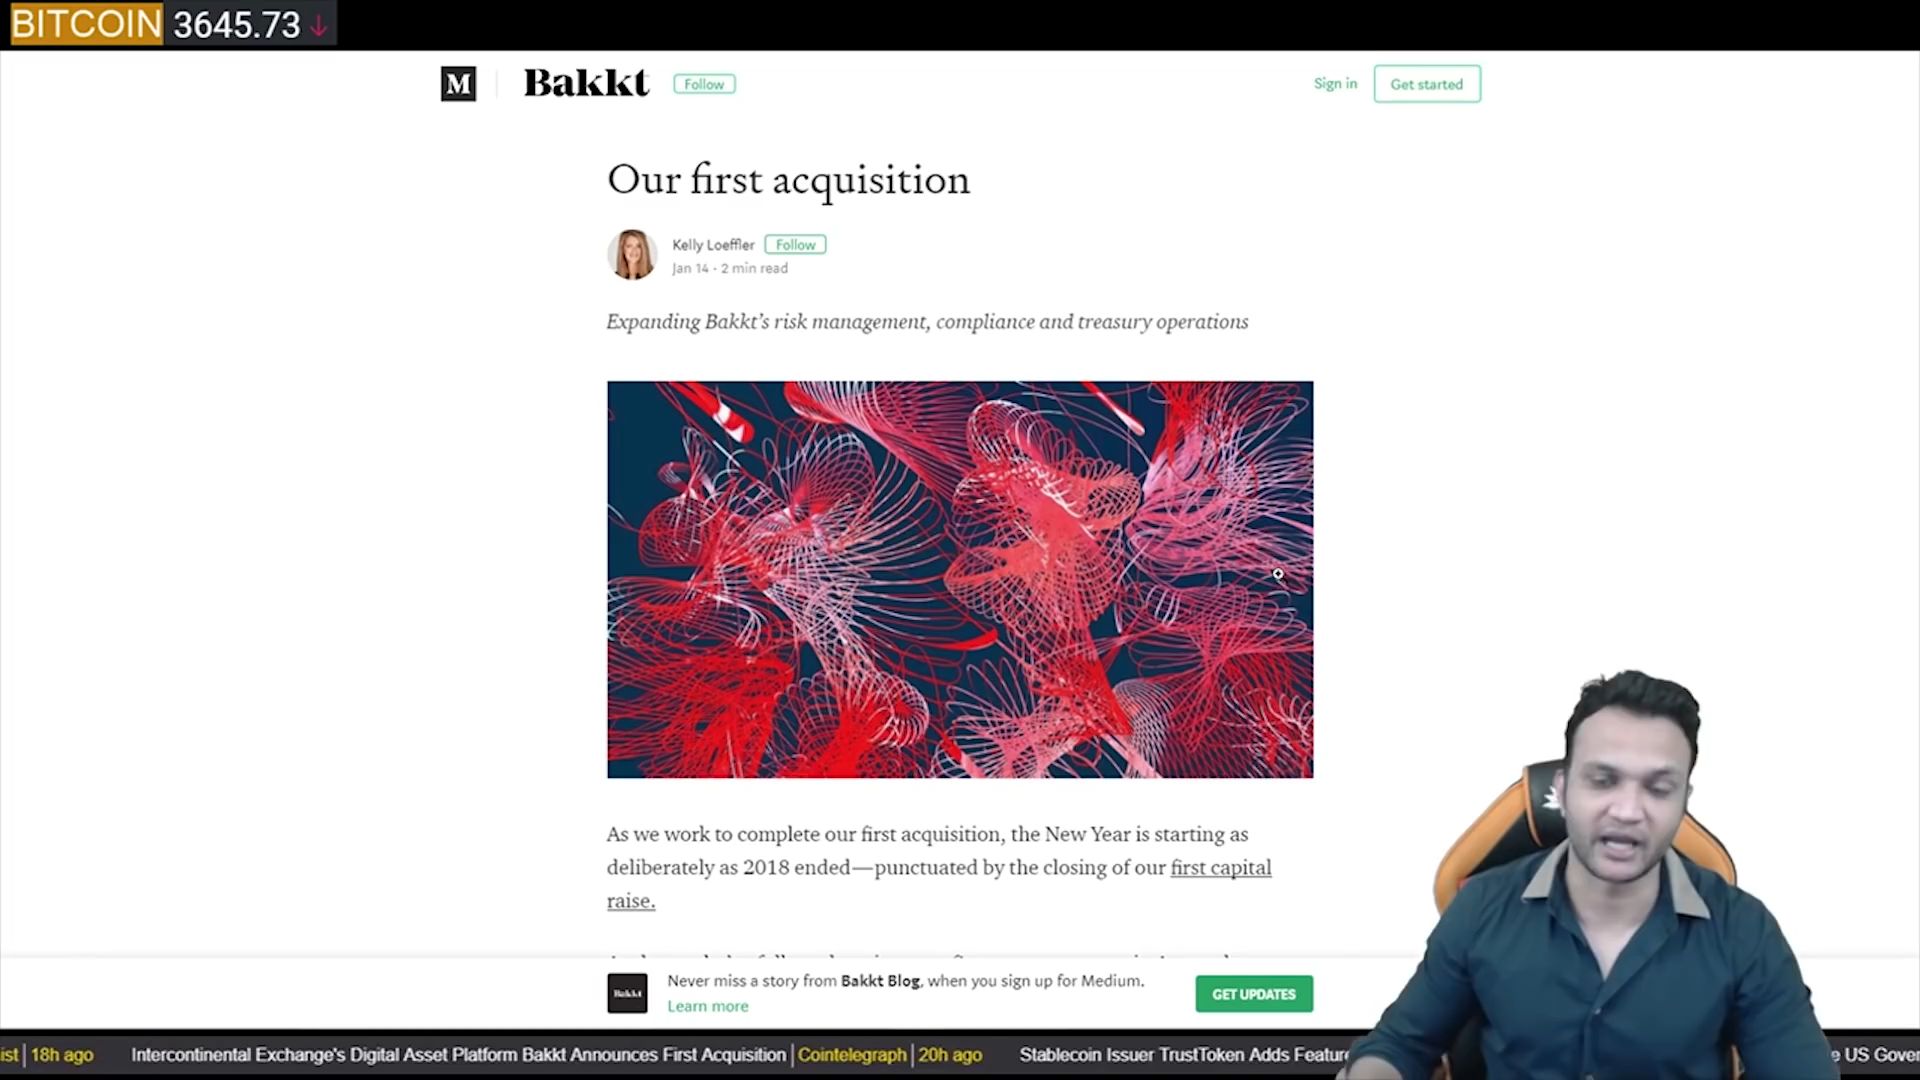 BITCOIN 3645.73
M Bakkt Follow Sign in Get started
Our first acquisition
Kelly Loeffler Follow
Jan 14 · 2 min read
Expanding Bakkt's risk management, compliance and treasury operations
As we work to complete our first acquisition, the New Year is starting as
deliberately as 2018 ended—punctuated by the closing of our first capital
raise.
Never miss a story from Bakkt Blog, when you sign up for Medium.
Bakkt GET UPDATES
Learn more
ist | 18h ago Intercontinental Exchange's Digital Asset Platform Bakkt Announces First Acquisition | Cointelegraph | 20h ago Stablecoin Issuer TrustToken Adds Feature US Gover